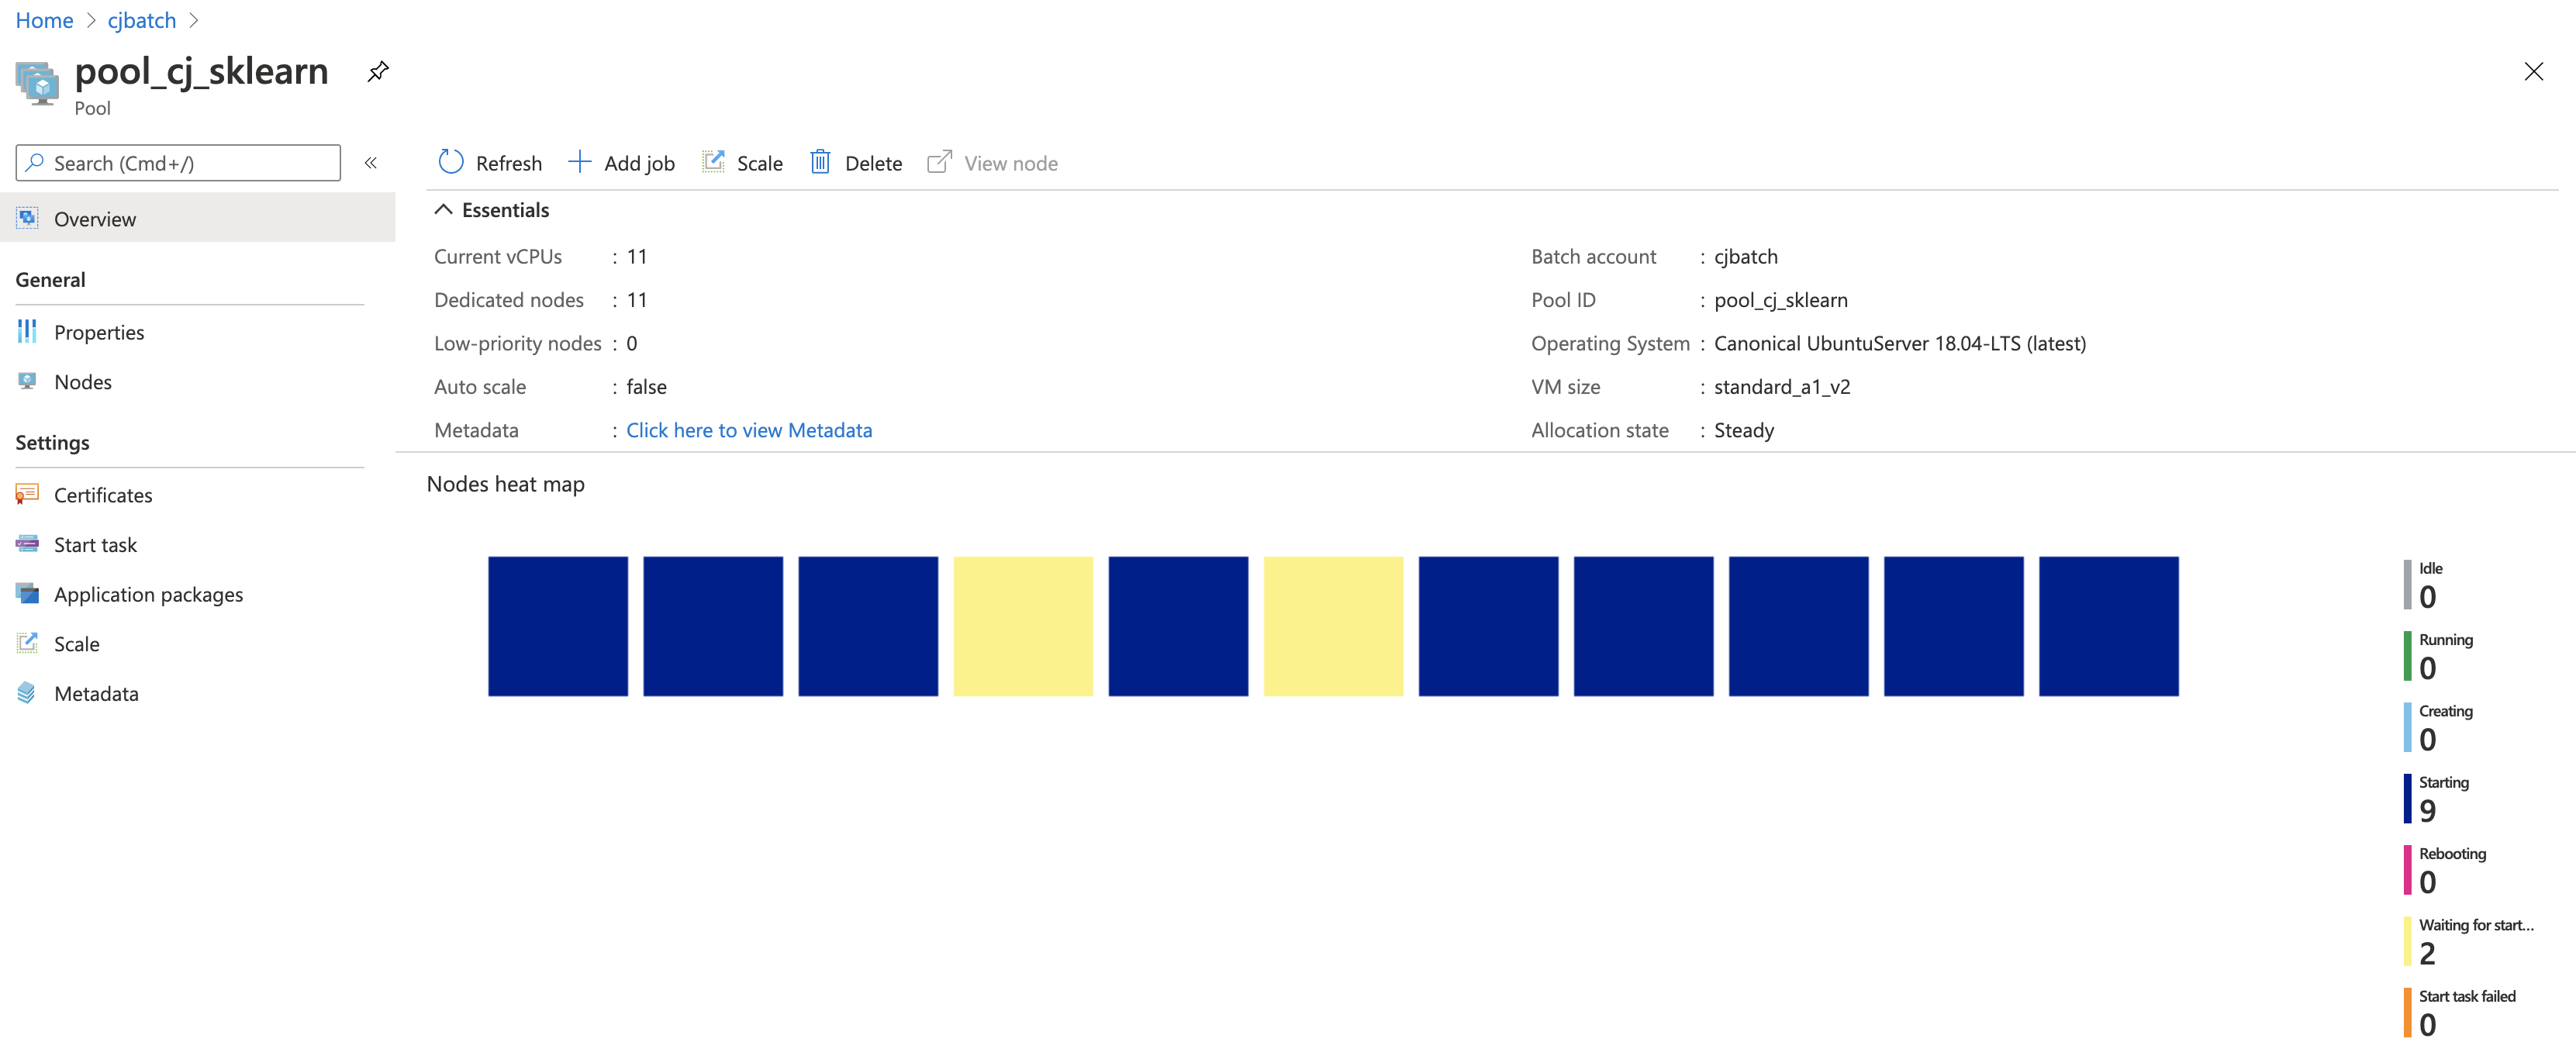 Home > cjbatch >
pool_cj_sklearn
Pool
Search (Cmd+/)
«
Overview
General
Properties
Nodes
Settings
Certificates
Start task
Application packages
Scale
Metadata
Refresh Add job Scale Delete View node
Essentials
Current vCPUs : 11
Dedicated nodes : 11
Low-priority nodes : 0
Auto scale : false
Metadata : Click here to view Metadata
Batch account : cjbatch
Pool ID : pool_cj_sklearn
Operating System : Canonical UbuntuServer 18.04-LTS (latest)
VM size : standard_a1_v2
Allocation state : Steady
Nodes heat map
Idle
0
Running
0
Creating
0
Starting
9
Rebooting
0
Waiting for start...
2
Start task failed
0